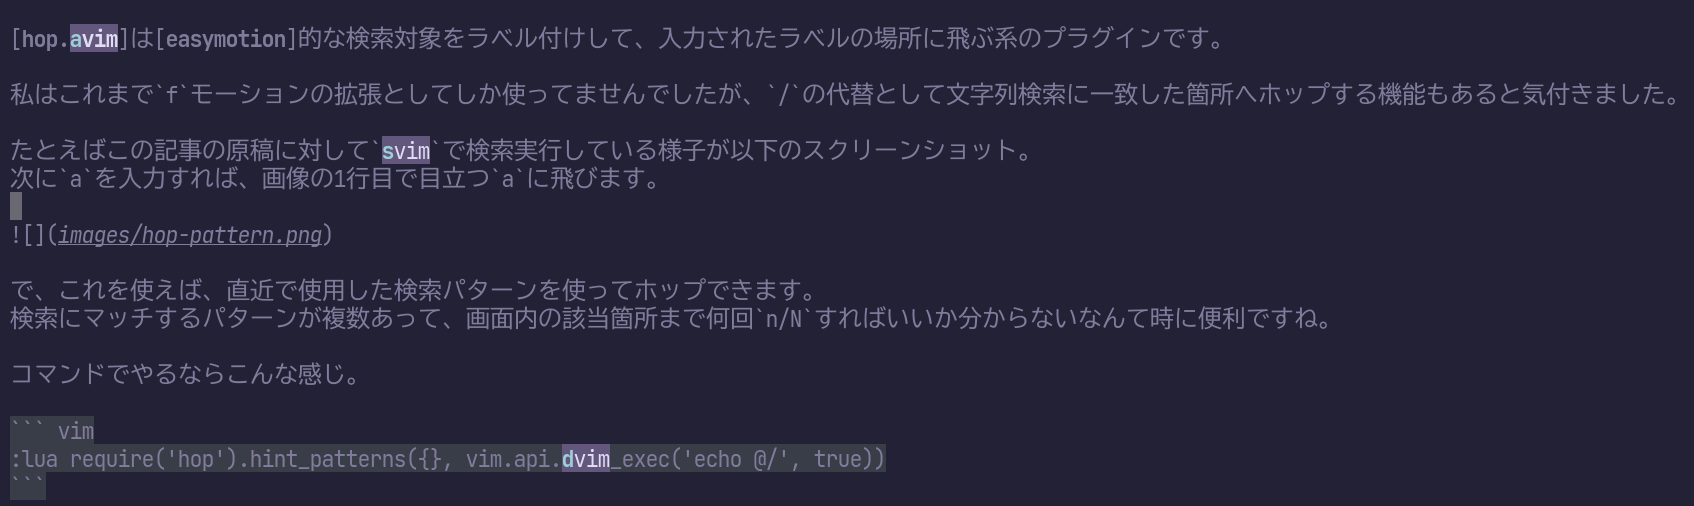 [hop.avim]は[easymotion]的な検索対象をラベル付けして、入力されたラベルの場所に飛ぶ系のプラグインです。
私はこれまで`f`モーションの拡張としてしか使ってませんでしたが、`/`の代替として文字列検索に一致した箇所へホップする機能もあると気付きました。
たとえばこの記事の原稿に対して`svim`で検索実行している様子が以下のスクリーンショット。
次に`a`を入力すれば、画像の1行目で目立つ`a`に飛びます。
![](images/hop-pattern.png)
で、これを使えば、直近で使用した検索パターンを使ってホップできます。
検索にマッチするパターンが複数あって、画面内の該当箇所まで何回`n/N`すればいいか分からないなんて時に便利ですね。
コマンドでやるならこんな感じ。
``` vim
:lua require('hop').hint_patterns({}, vim.api.dvim_exec('echo @/', true))
```